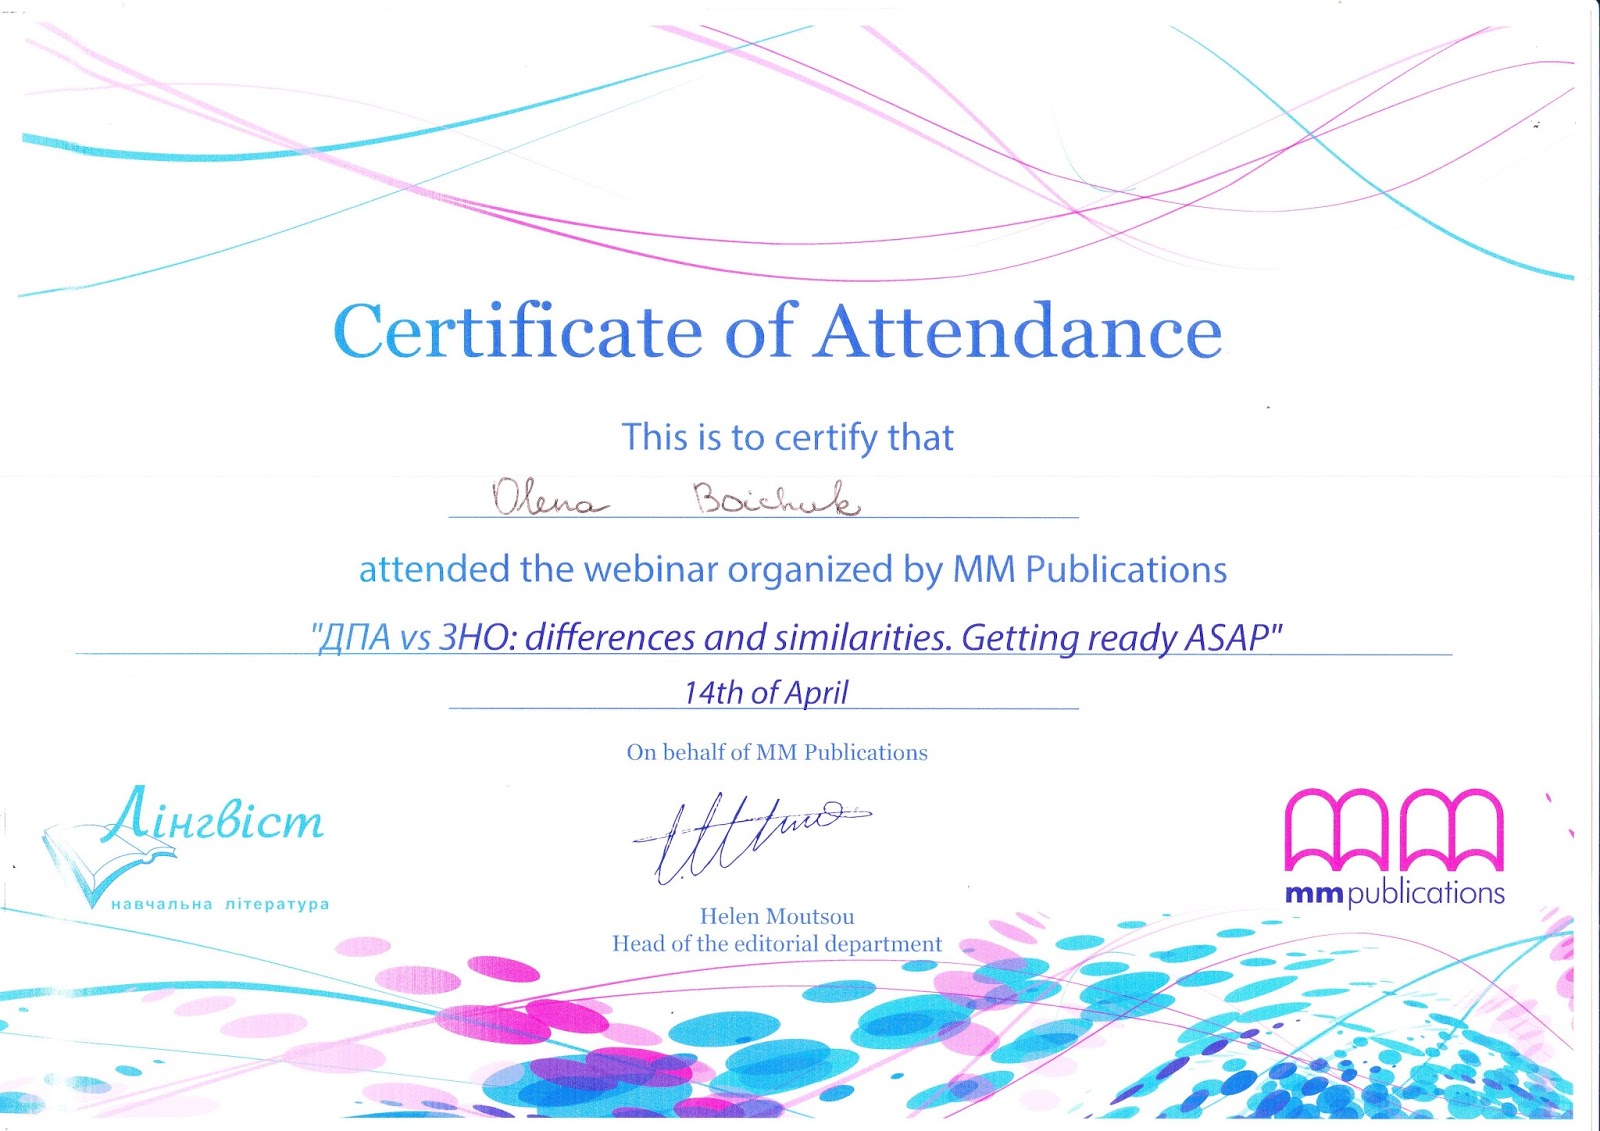 Certificate of Attendance
This is to certify that
Olena Boichuk
attended the webinar organized by MM Publications
"ДПА vs ЗНО: differences and similarities. Getting ready ASAP"
14th of April
On behalf of MM Publications
Лінгвіст
навчальна література
Helen Moutsou
Head of the editorial department
mmpublications